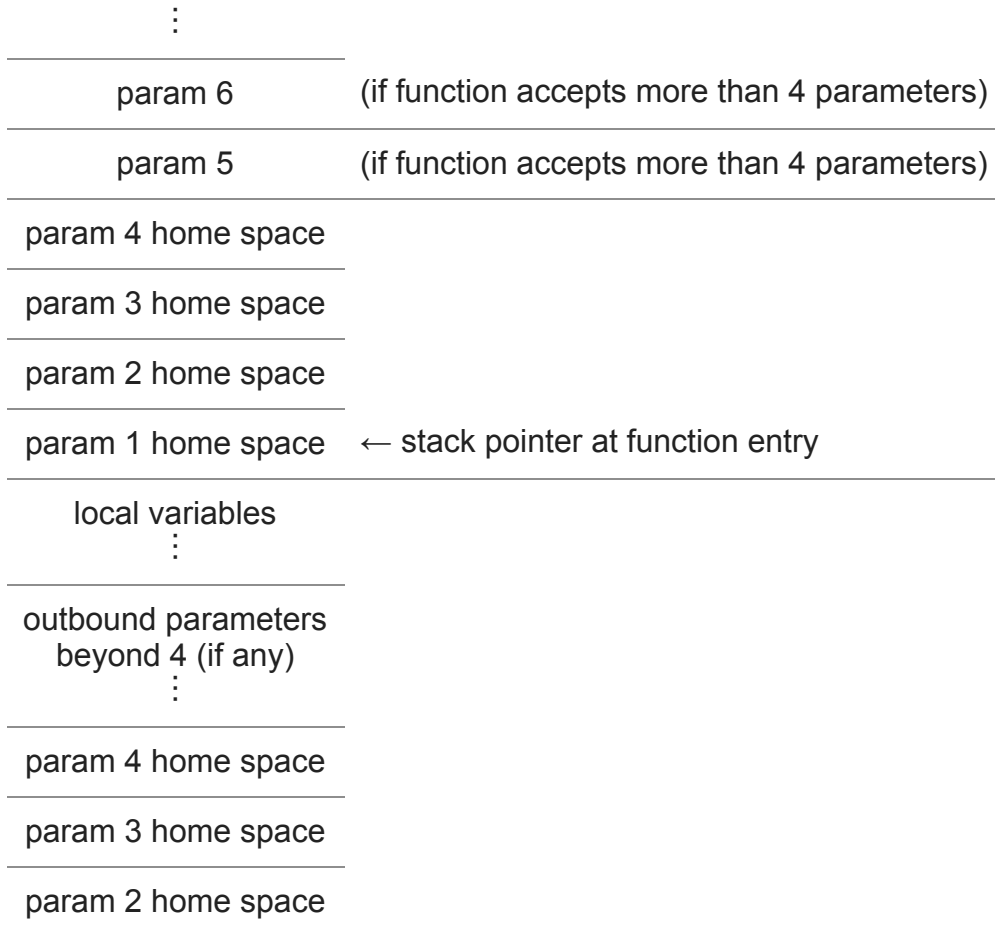 ⋮
param 6 (if function accepts more than 4 parameters)
param 5 (if function accepts more than 4 parameters)
param 4 home space
param 3 home space
param 2 home space
param 1 home space ← stack pointer at function entry
local variables
⋮
outbound parameters
beyond 4 (if any)
⋮
param 4 home space
param 3 home space
param 2 home space